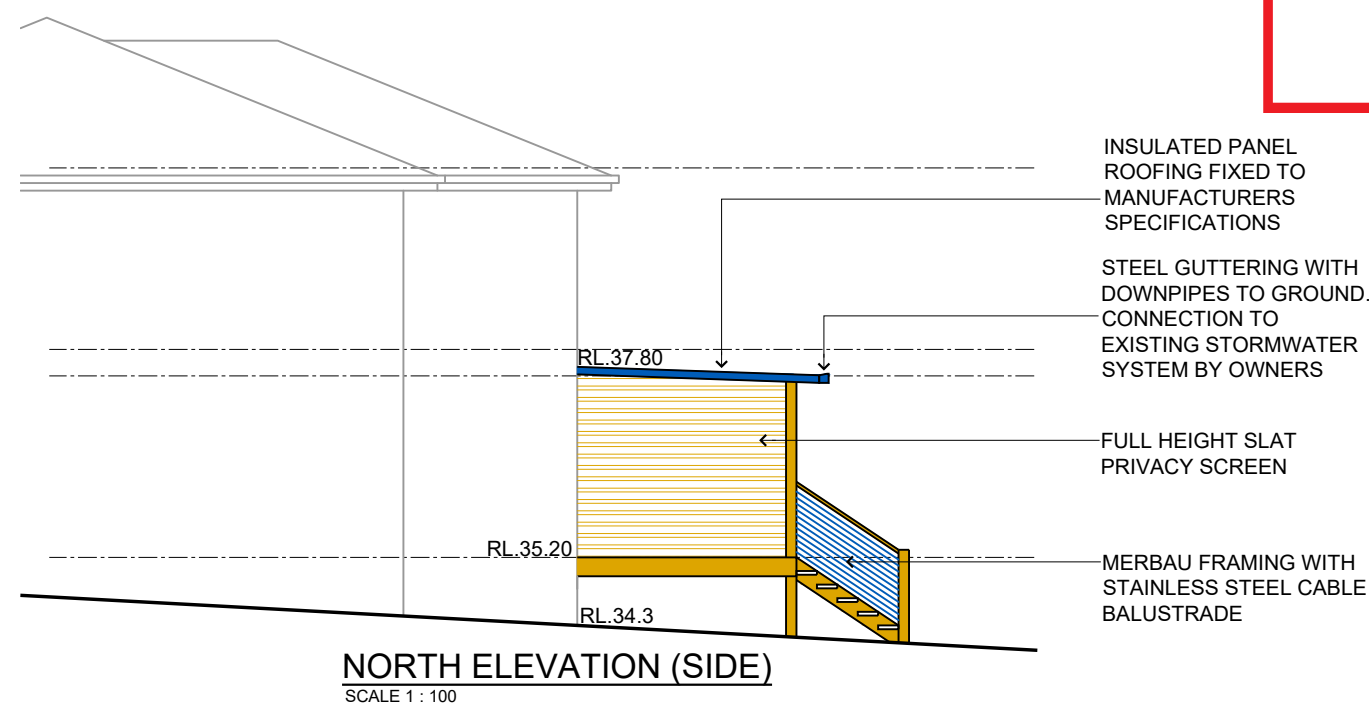 INSULATED PANEL
ROOFING FIXED TO
MANUFACTURERS
SPECIFICATIONS
STEEL GUTTERING WITH
DOWNPIPES TO GROUND.
CONNECTION TO
EXISTING STORMWATER
SYSTEM BY OWNERS
RL.37.80
FULL HEIGHT SLAT
PRIVACY SCREEN
RL.35.20
MERBAU FRAMING WITH
STAINLESS STEEL CABLE
BALUSTRADE
RL.34.3
NORTH ELEVATION (SIDE)
SCALE 1 : 100